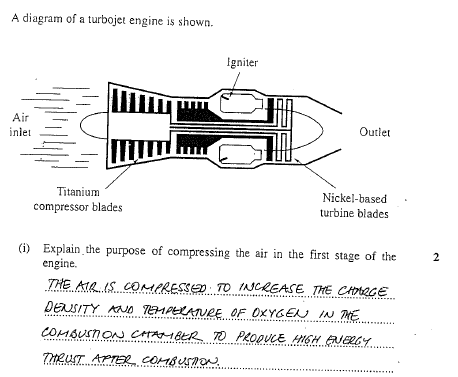 A diagram of a turbojet engine is shown.
Igniter
Air
inlet
Outlet
Titanium
compressor blades
Nickel-based
turbine blades
(i) Explain the purpose of compressing the air in the first stage of the 2
engine.
THE AIR IS COMPRESSED TO INCREASE THE CHARGE
DENSITY AND TEMPERATURE OF OXYGEN IN THE
COMBUSTION CHAMBER TO PRODUCE HIGH ENERGY
THRUST AFTER COMBUSTION.